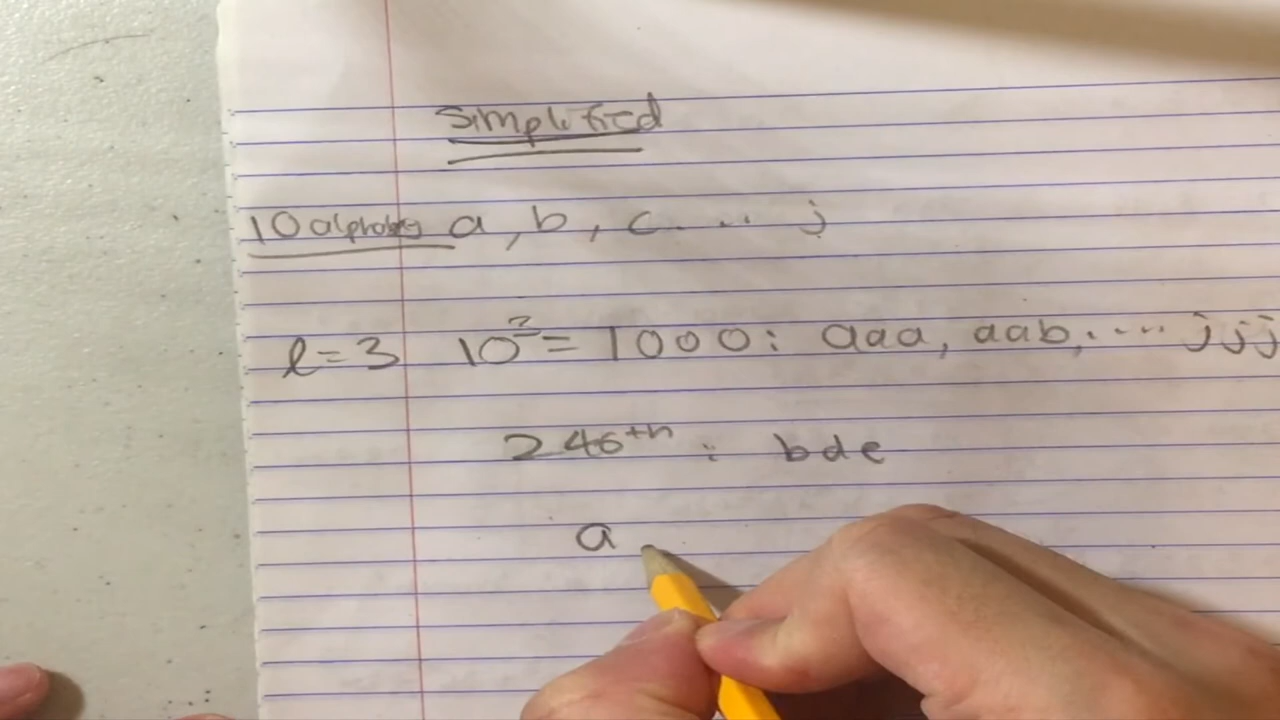 Simplified
10 alphabets a, b, c .... j
l=3 10³ = 1000: aaa, aab, .... jjj
246th : bde
a